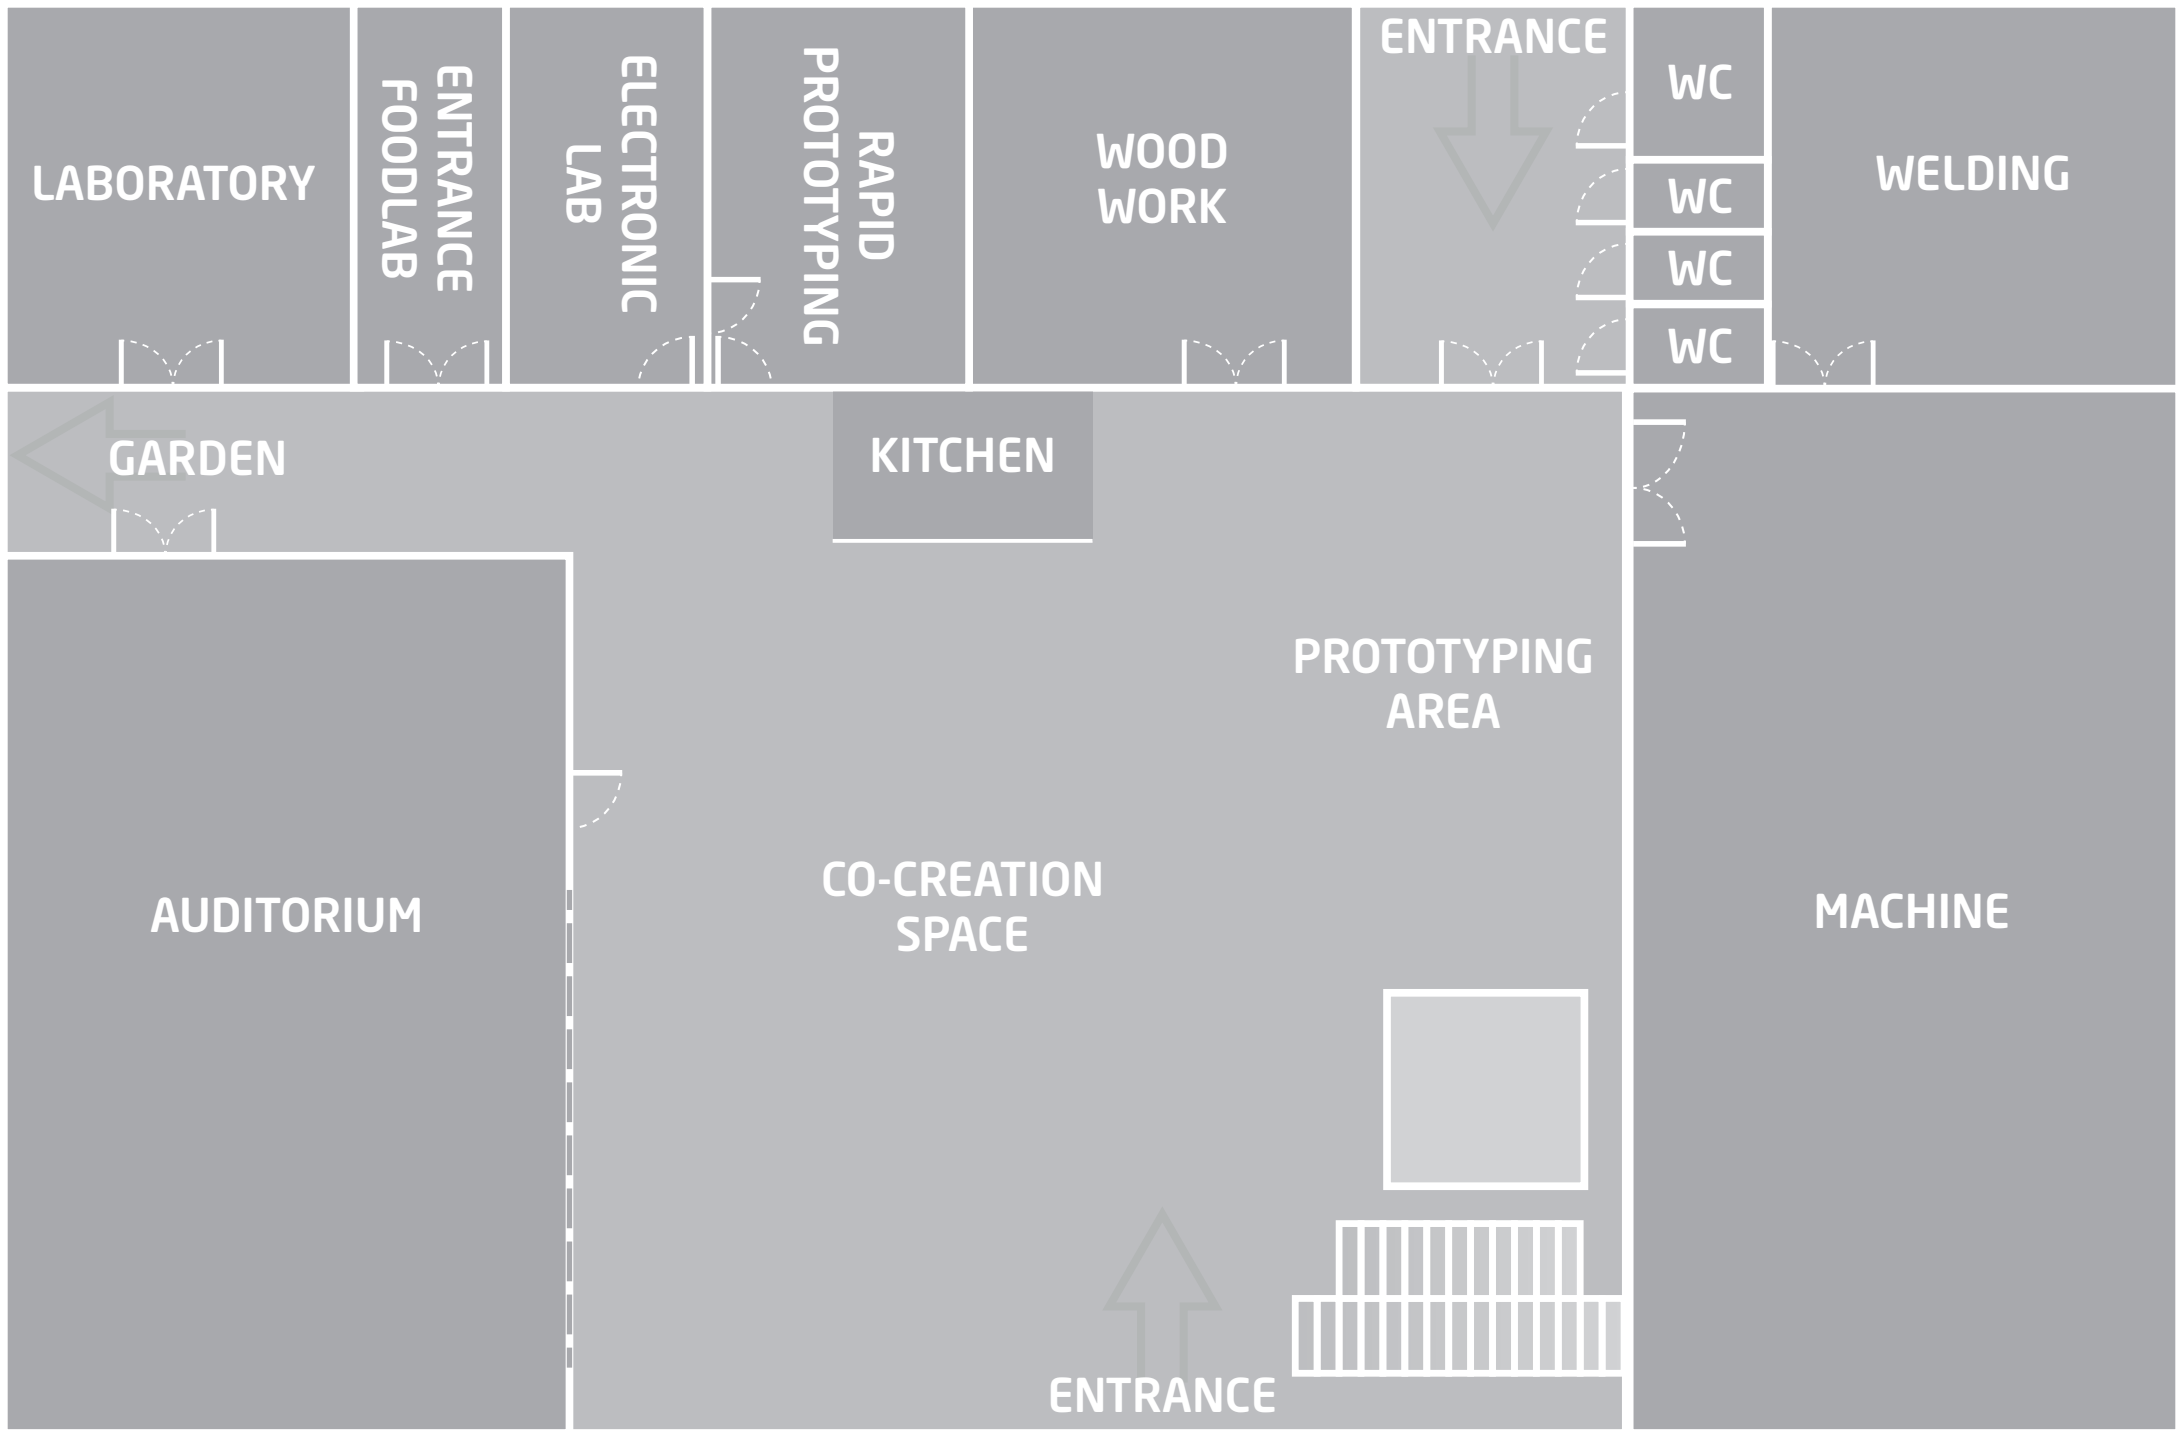 LABORATORY
ENTRANCE
FOODLAB
ELECTRONIC
LAB
RAPID
PROTOTYPING
WOOD
WORK
ENTRANCE
WC
WC
WC
WC
WELDING
GARDEN
KITCHEN
PROTOTYPING
AREA
AUDITORIUM
CO-CREATION
SPACE
MACHINE
ENTRANCE